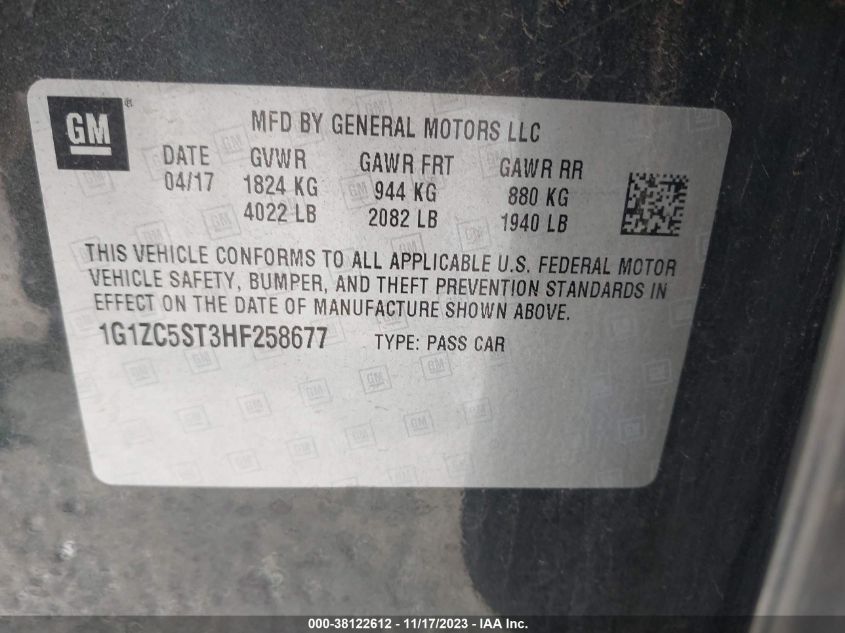 GM ®
MFD BY GENERAL MOTORS LLC
DATE GVWR GAWR FRT GAWR RR
04/17 1824 KG 944 KG 880 KG
4022 LB 2082 LB 1940 LB
THIS VEHICLE CONFORMS TO ALL APPLICABLE U.S. FEDERAL MOTOR
VEHICLE SAFETY, BUMPER, AND THEFT PREVENTION STANDARDS IN
EFFECT ON THE DATE OF MANUFACTURE SHOWN ABOVE.
1G1ZC5ST3HF258677 TYPE: PASS CAR
000-38122612 - 11/17/2023 - IAA Inc.